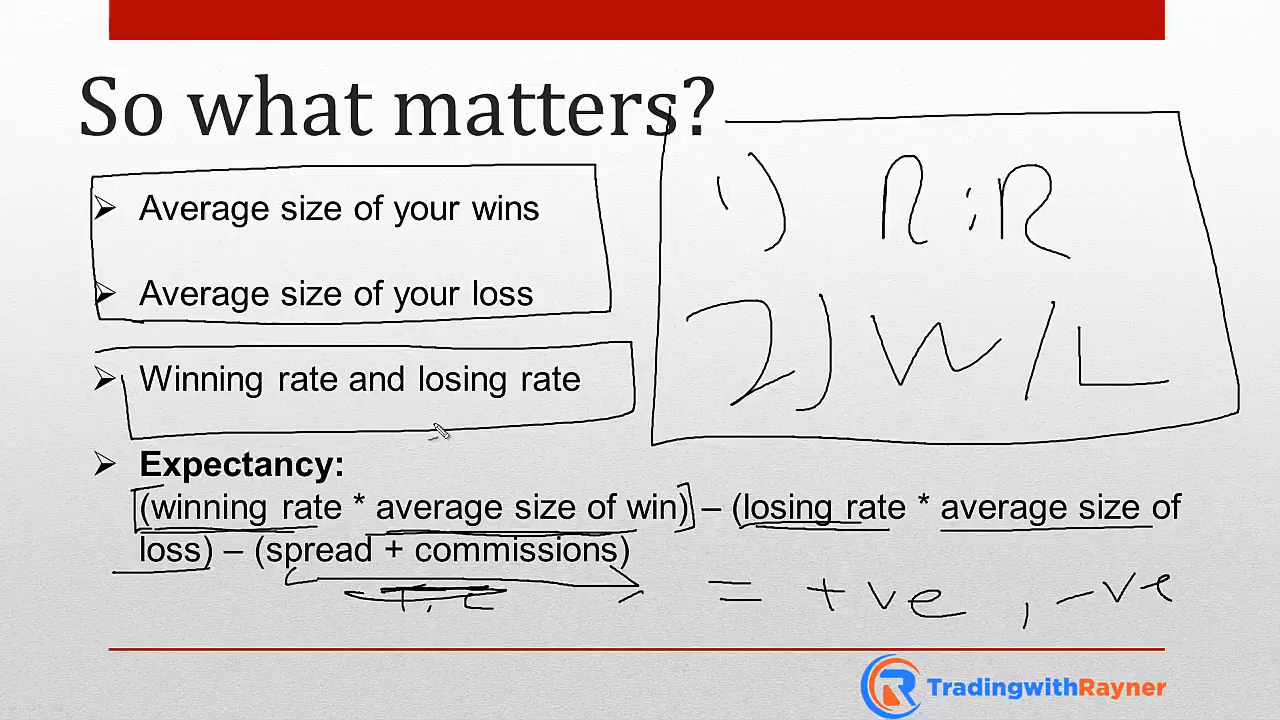 So what matters?
➢ Average size of your wins
➢ Average size of your loss
➢ Winning rate and losing rate
➢ Expectancy:
(winning rate * average size of win) – (losing rate * average size of
loss) – (spread + commissions)
1) R:R
2) W/L
T.C
= +ve, -ve
TradingwithRayner